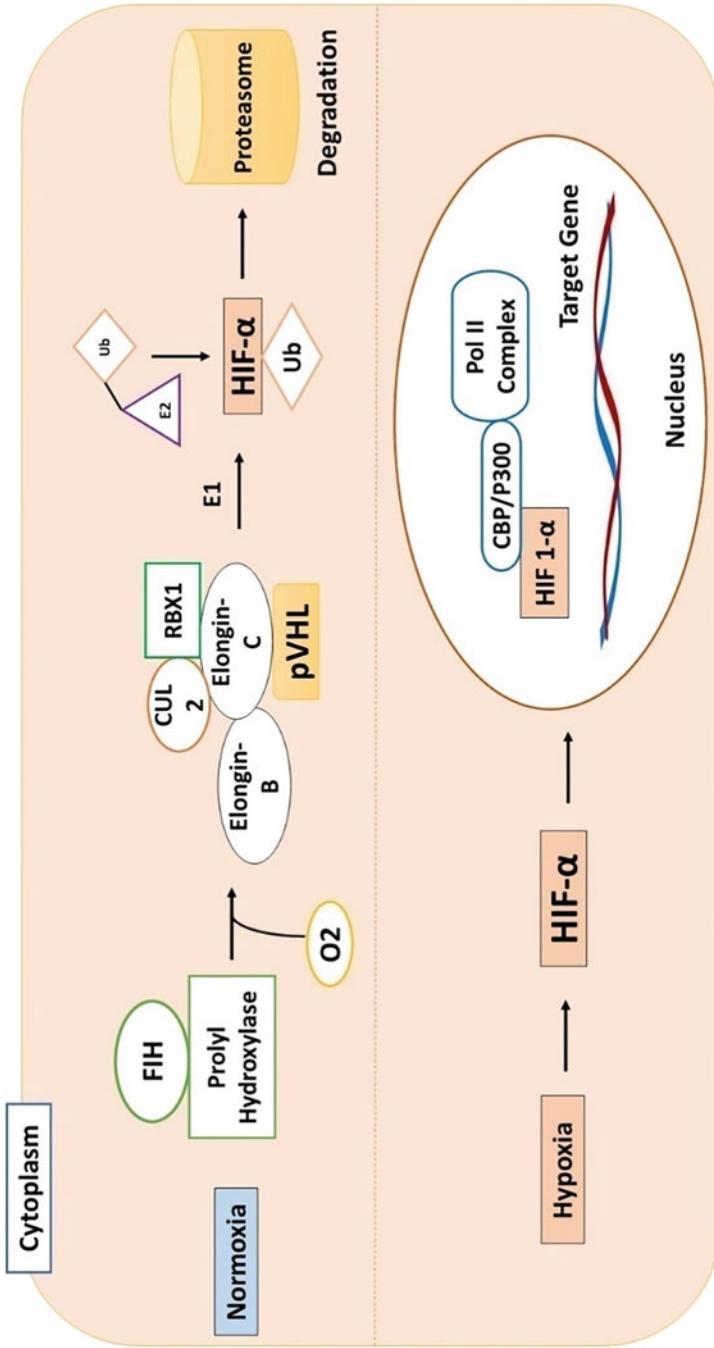 Cytoplasm
Normoxia
FIH
Prolyl
Hydroxylase
O2
Elongin-
B
CUL
2
RBX1
Elongin-
C
pVHL
E1
E2
Ub
HIF-α
Ub
Proteasome
Degradation
Hypoxia
HIF-α
HIF 1-α
CBP/P300
Pol II
Complex
Target Gene
Nucleus